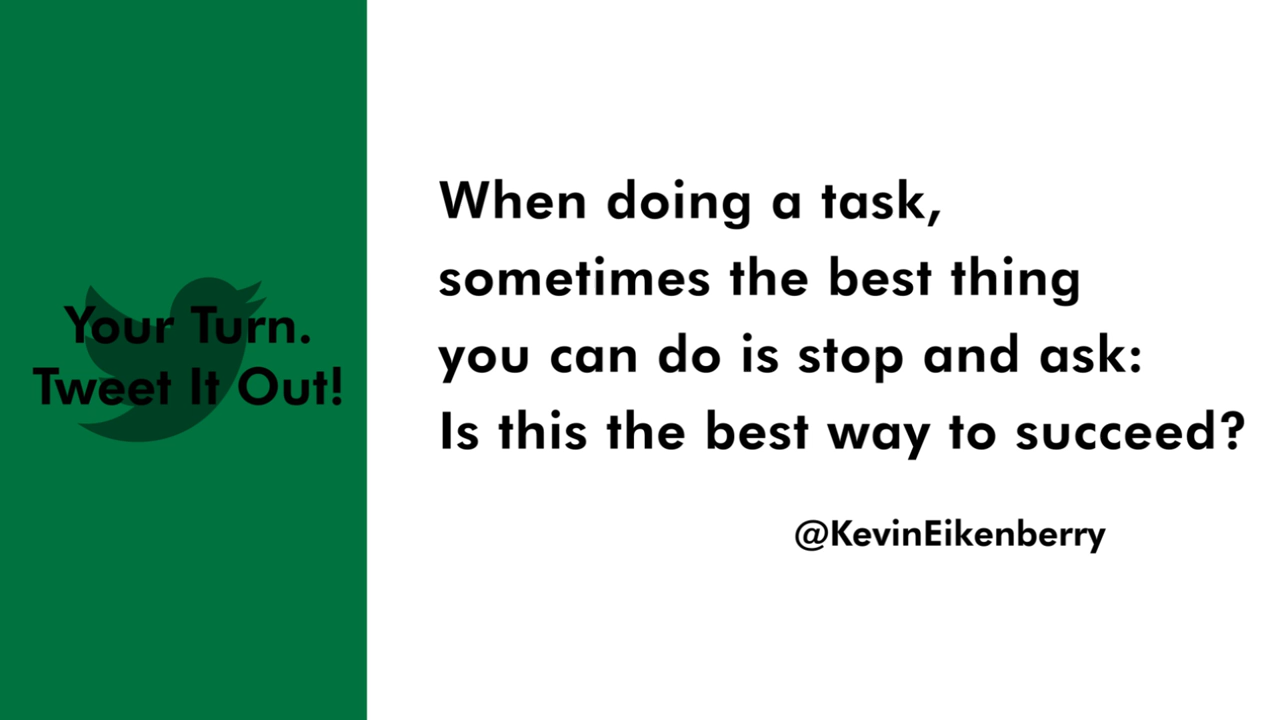 Your Turn.
Tweet It Out!
When doing a task,
sometimes the best thing
you can do is stop and ask:
Is this the best way to succeed?
@KevinEikenberry